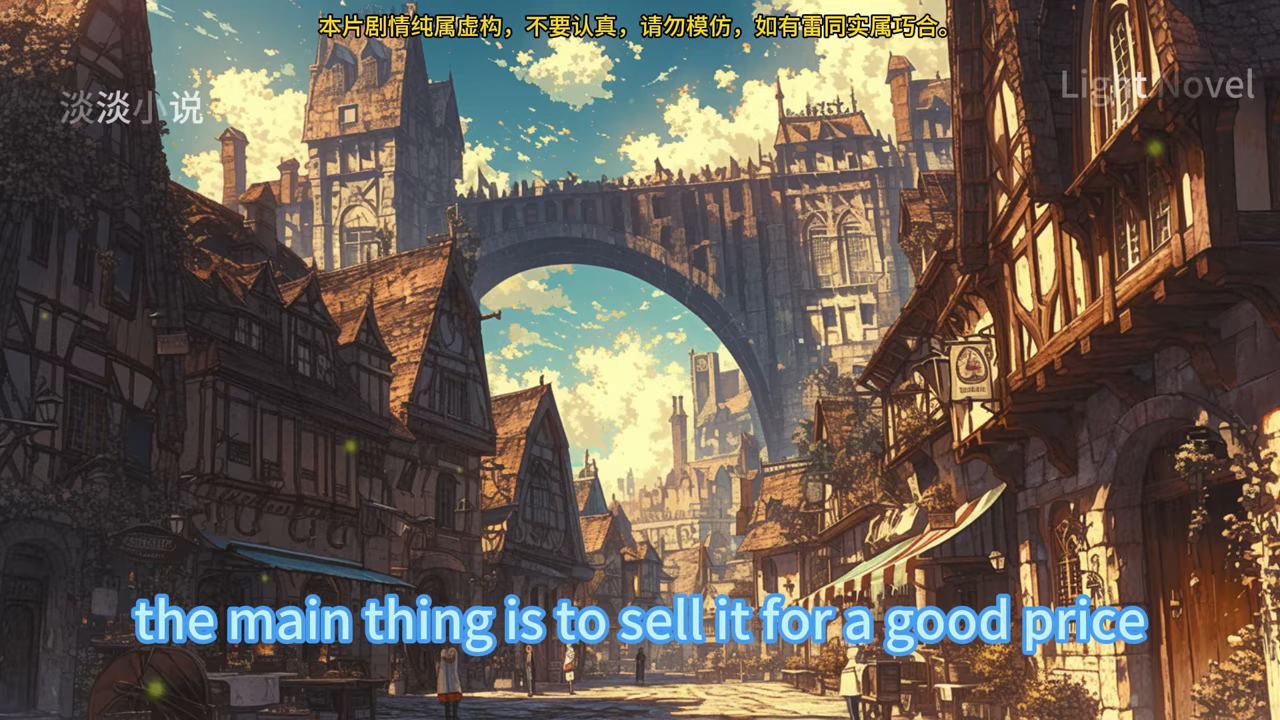 本片剧情纯属虚构，不要认真，请勿模仿，如有雷同实属巧合。
淡淡小说
Light Novel
the main thing is to sell it for a good price